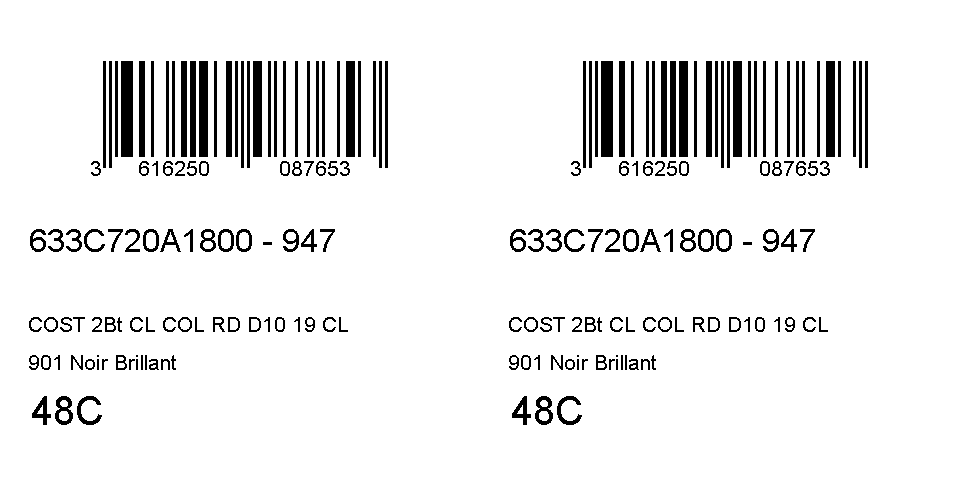 3 616250 087653
633C720A1800 - 947
COST 2Bt CL COL RD D10 19 CL
901 Noir Brillant
48C
3 616250 087653
633C720A1800 - 947
COST 2Bt CL COL RD D10 19 CL
901 Noir Brillant
48C